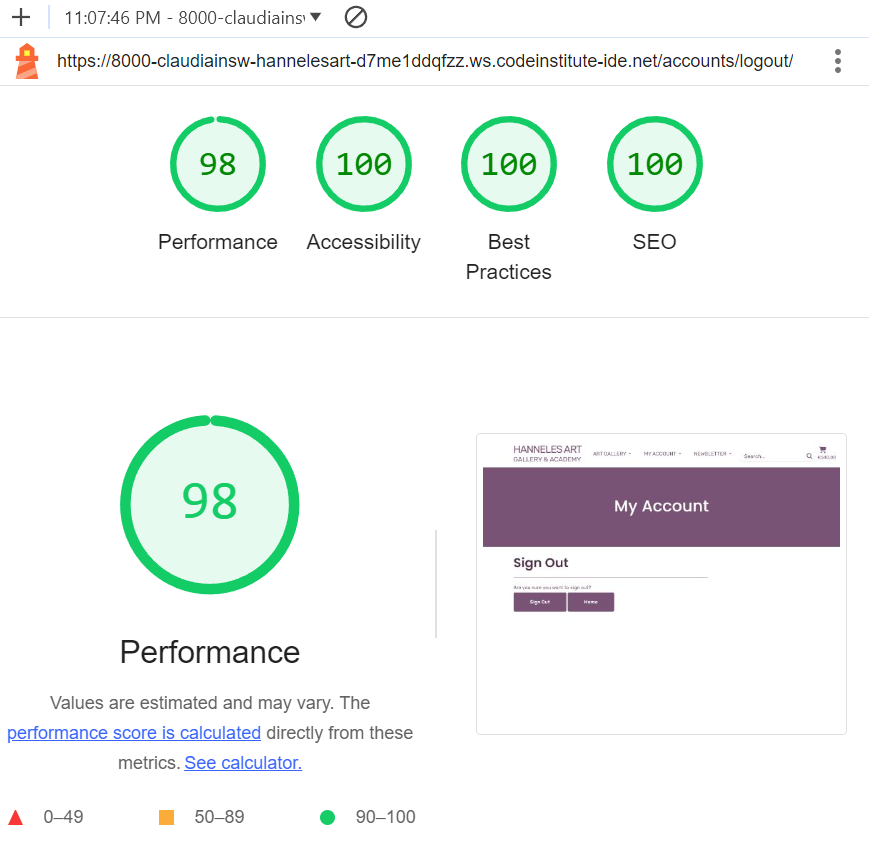 11:07:46 PM - 8000-claudiainsw
https://8000-claudiainsw-hannelesart-d7me1ddqfzz.ws.codeinstitute-ide.net/accounts/logout/
98
100
100
100
Performance
Accessibility
Best
Practices
SEO
98
Performance
Values are estimated and may vary. The
performance score is calculated directly from these
metrics. See calculator.
0–49
50–89
90–100
HANNELES ART
GALLERY & ACADEMY
ART GALLERY
MY ACCOUNT
NEWSLETTER
Search...
My Account
Sign Out
Are you sure you want to sign out?
Sign Out
Home